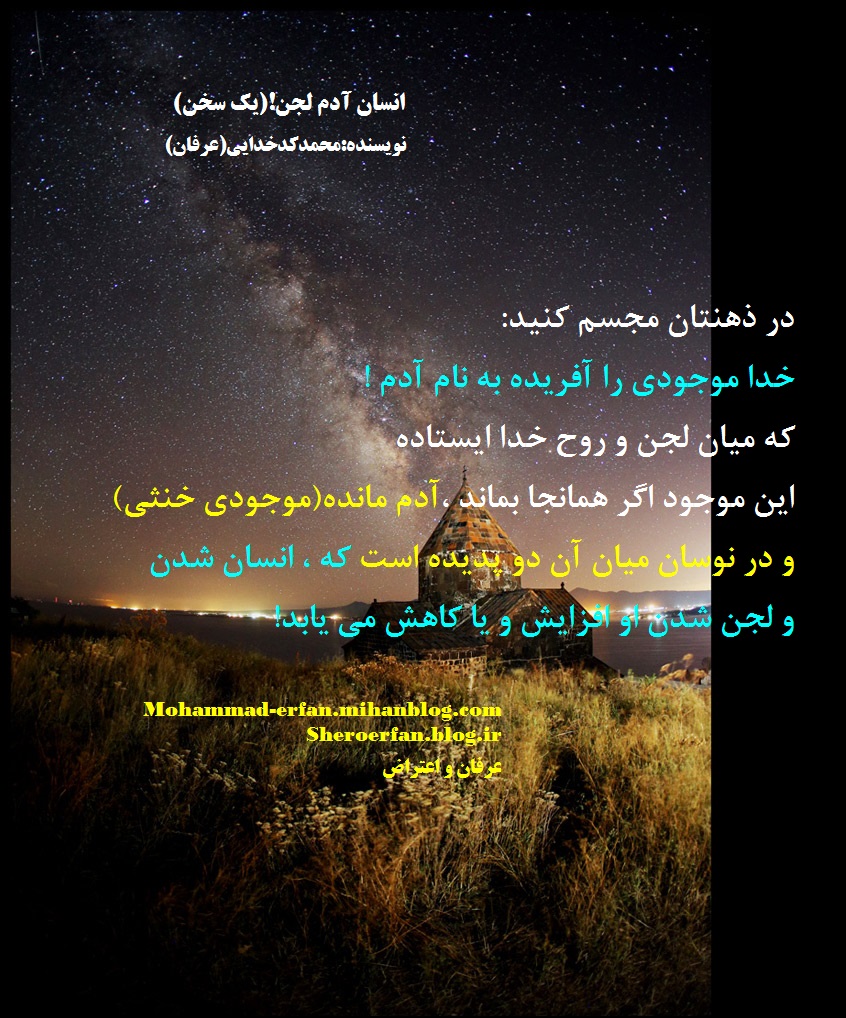 انسان آدم لجن!(یک سخن)
نویسنده:محمدکدخدایی(عرفان)
در ذهنتان مجسم کنید:
خدا موجودی را آفریده به نام آدم !
که میان لجن و روح خدا ایستاده
این موجود اگر همانجا بماند ،آدم مانده(موجودی خنثی)
و در نوسان میان آن دو پدیده است که ، انسان شدن
و لجن شدن او افزایش و یا کاهش می یابد!
Mohammad-erfan.mihanblog.com
Sheroerfan.blog.ir
عرفان و اعتراض